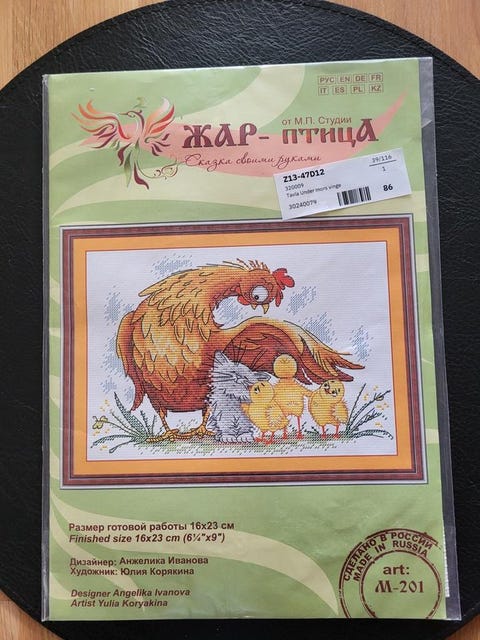 РУС EN DE FR
IT ES PL KZ
от М.П. Студии
ЖАР-ПТИЦА
Сказка своими руками
Z13-47D12
39/116
320009
1
Tavla Under mors vinge
86
30240079
Размер готовой работы 16x23 см
Finished size 16x23 cm (6¼"x9")
Дизайнер: Анжелика Иванова
Художник: Юлия Корякина
Designer Angelika Ivanova
Artist Yulia Koryakina
СДЕЛАНО В РОССИИ
MADE IN RUSSIA
art:
М-201